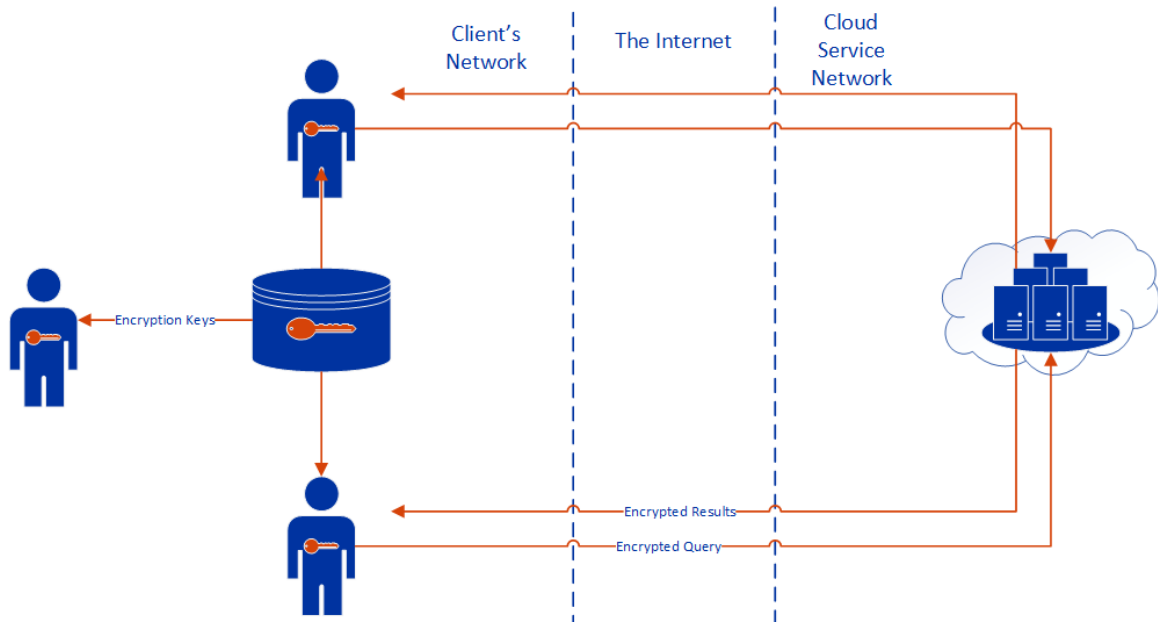 Client's
Network
The Internet
Cloud
Service
Network
Encryption Keys
Encrypted Results
Encrypted Query